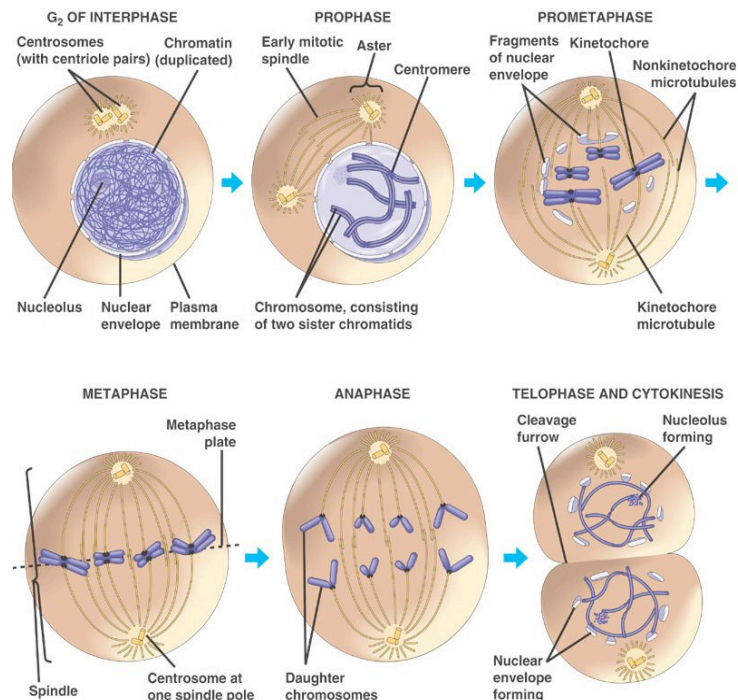 G2 OF INTERPHASE
PROPHASE
PROMETAPHASE
Centrosomes
(with centriole pairs)
Chromatin
(duplicated)
Early mitotic
spindle
Aster
Centromere
Fragments
of nuclear
envelope
Kinetochore
Nonkinetochore
microtubules
Nucleolus
Nuclear
envelope
Plasma
membrane
Chromosome, consisting
of two sister chromatids
Kinetochore
microtubule
METAPHASE
ANAPHASE
TELOPHASE AND CYTOKINESIS
Metaphase
plate
Cleavage
furrow
Nucleolus
forming
Spindle
Centrosome at
one spindle pole
Daughter
chromosomes
Nuclear
envelope
forming